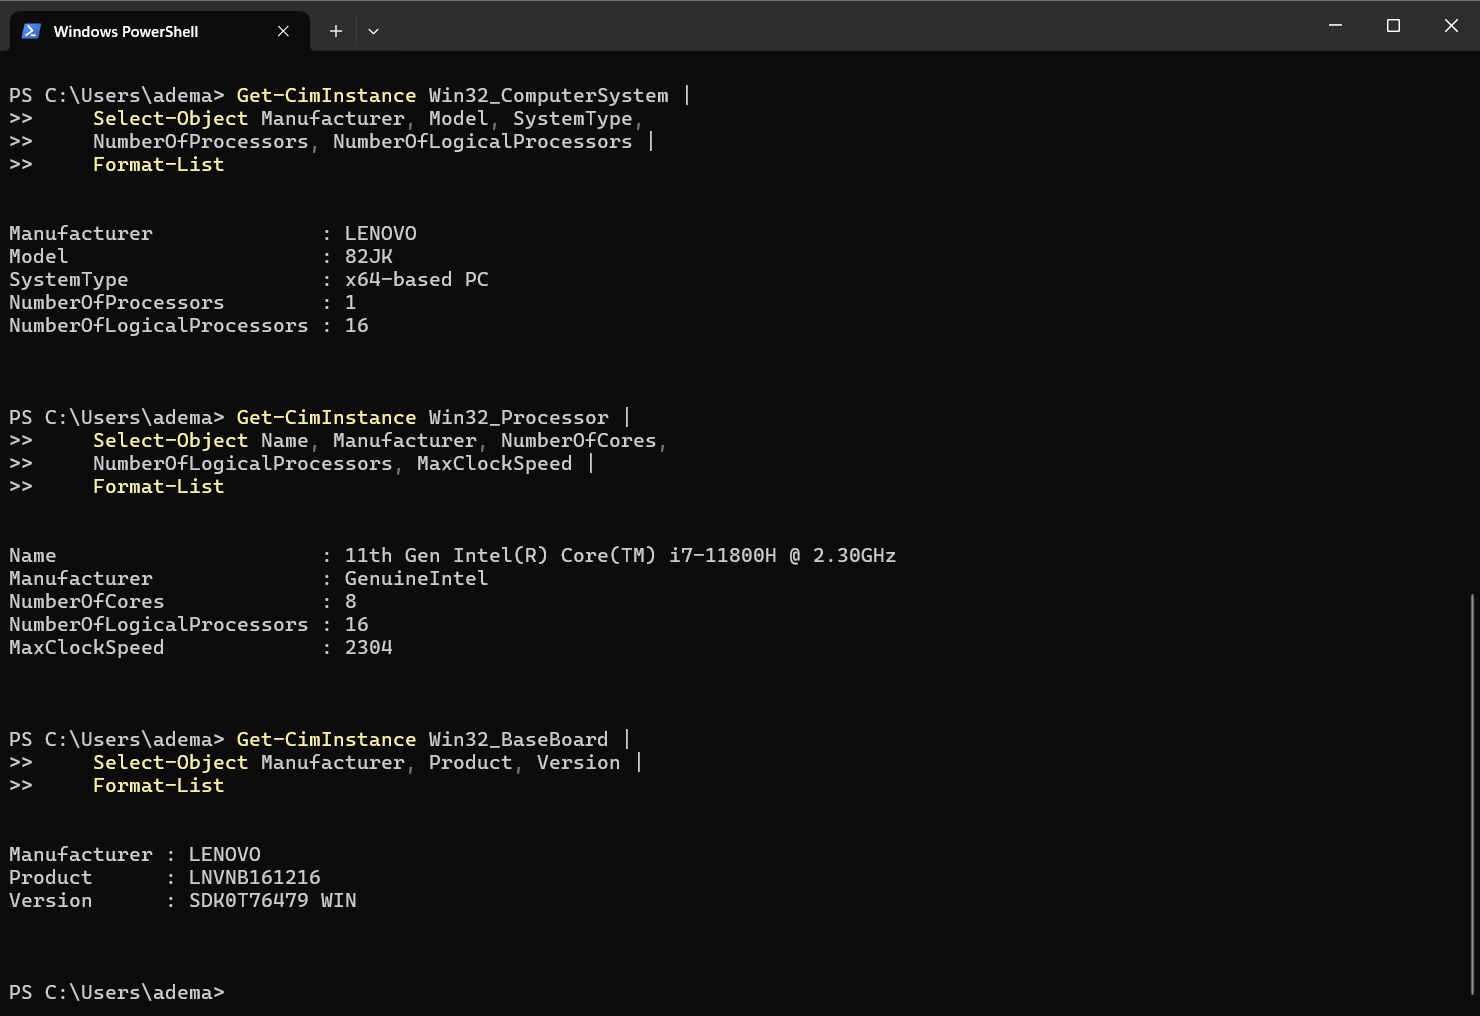 Windows PowerShell
PS C:\Users\adema> Get-CimInstance Win32_ComputerSystem |
>>     Select-Object Manufacturer, Model, SystemType,
>>     NumberOfProcessors, NumberOfLogicalProcessors |
>>     Format-List
Manufacturer              : LENOVO
Model                     : 82JK
SystemType                : x64-based PC
NumberOfProcessors        : 1
NumberOfLogicalProcessors : 16
PS C:\Users\adema> Get-CimInstance Win32_Processor |
>>     Select-Object Name, Manufacturer, NumberOfCores,
>>     NumberOfLogicalProcessors, MaxClockSpeed |
>>     Format-List
Name                      : 11th Gen Intel(R) Core(TM) i7-11800H @ 2.30GHz
Manufacturer              : GenuineIntel
NumberOfCores             : 8
NumberOfLogicalProcessors : 16
MaxClockSpeed             : 2304
PS C:\Users\adema> Get-CimInstance Win32_BaseBoard |
>>     Select-Object Manufacturer, Product, Version |
>>     Format-List
Manufacturer : LENOVO
Product      : LNVNB161216
Version      : SDK0T76479 WIN
PS C:\Users\adema>